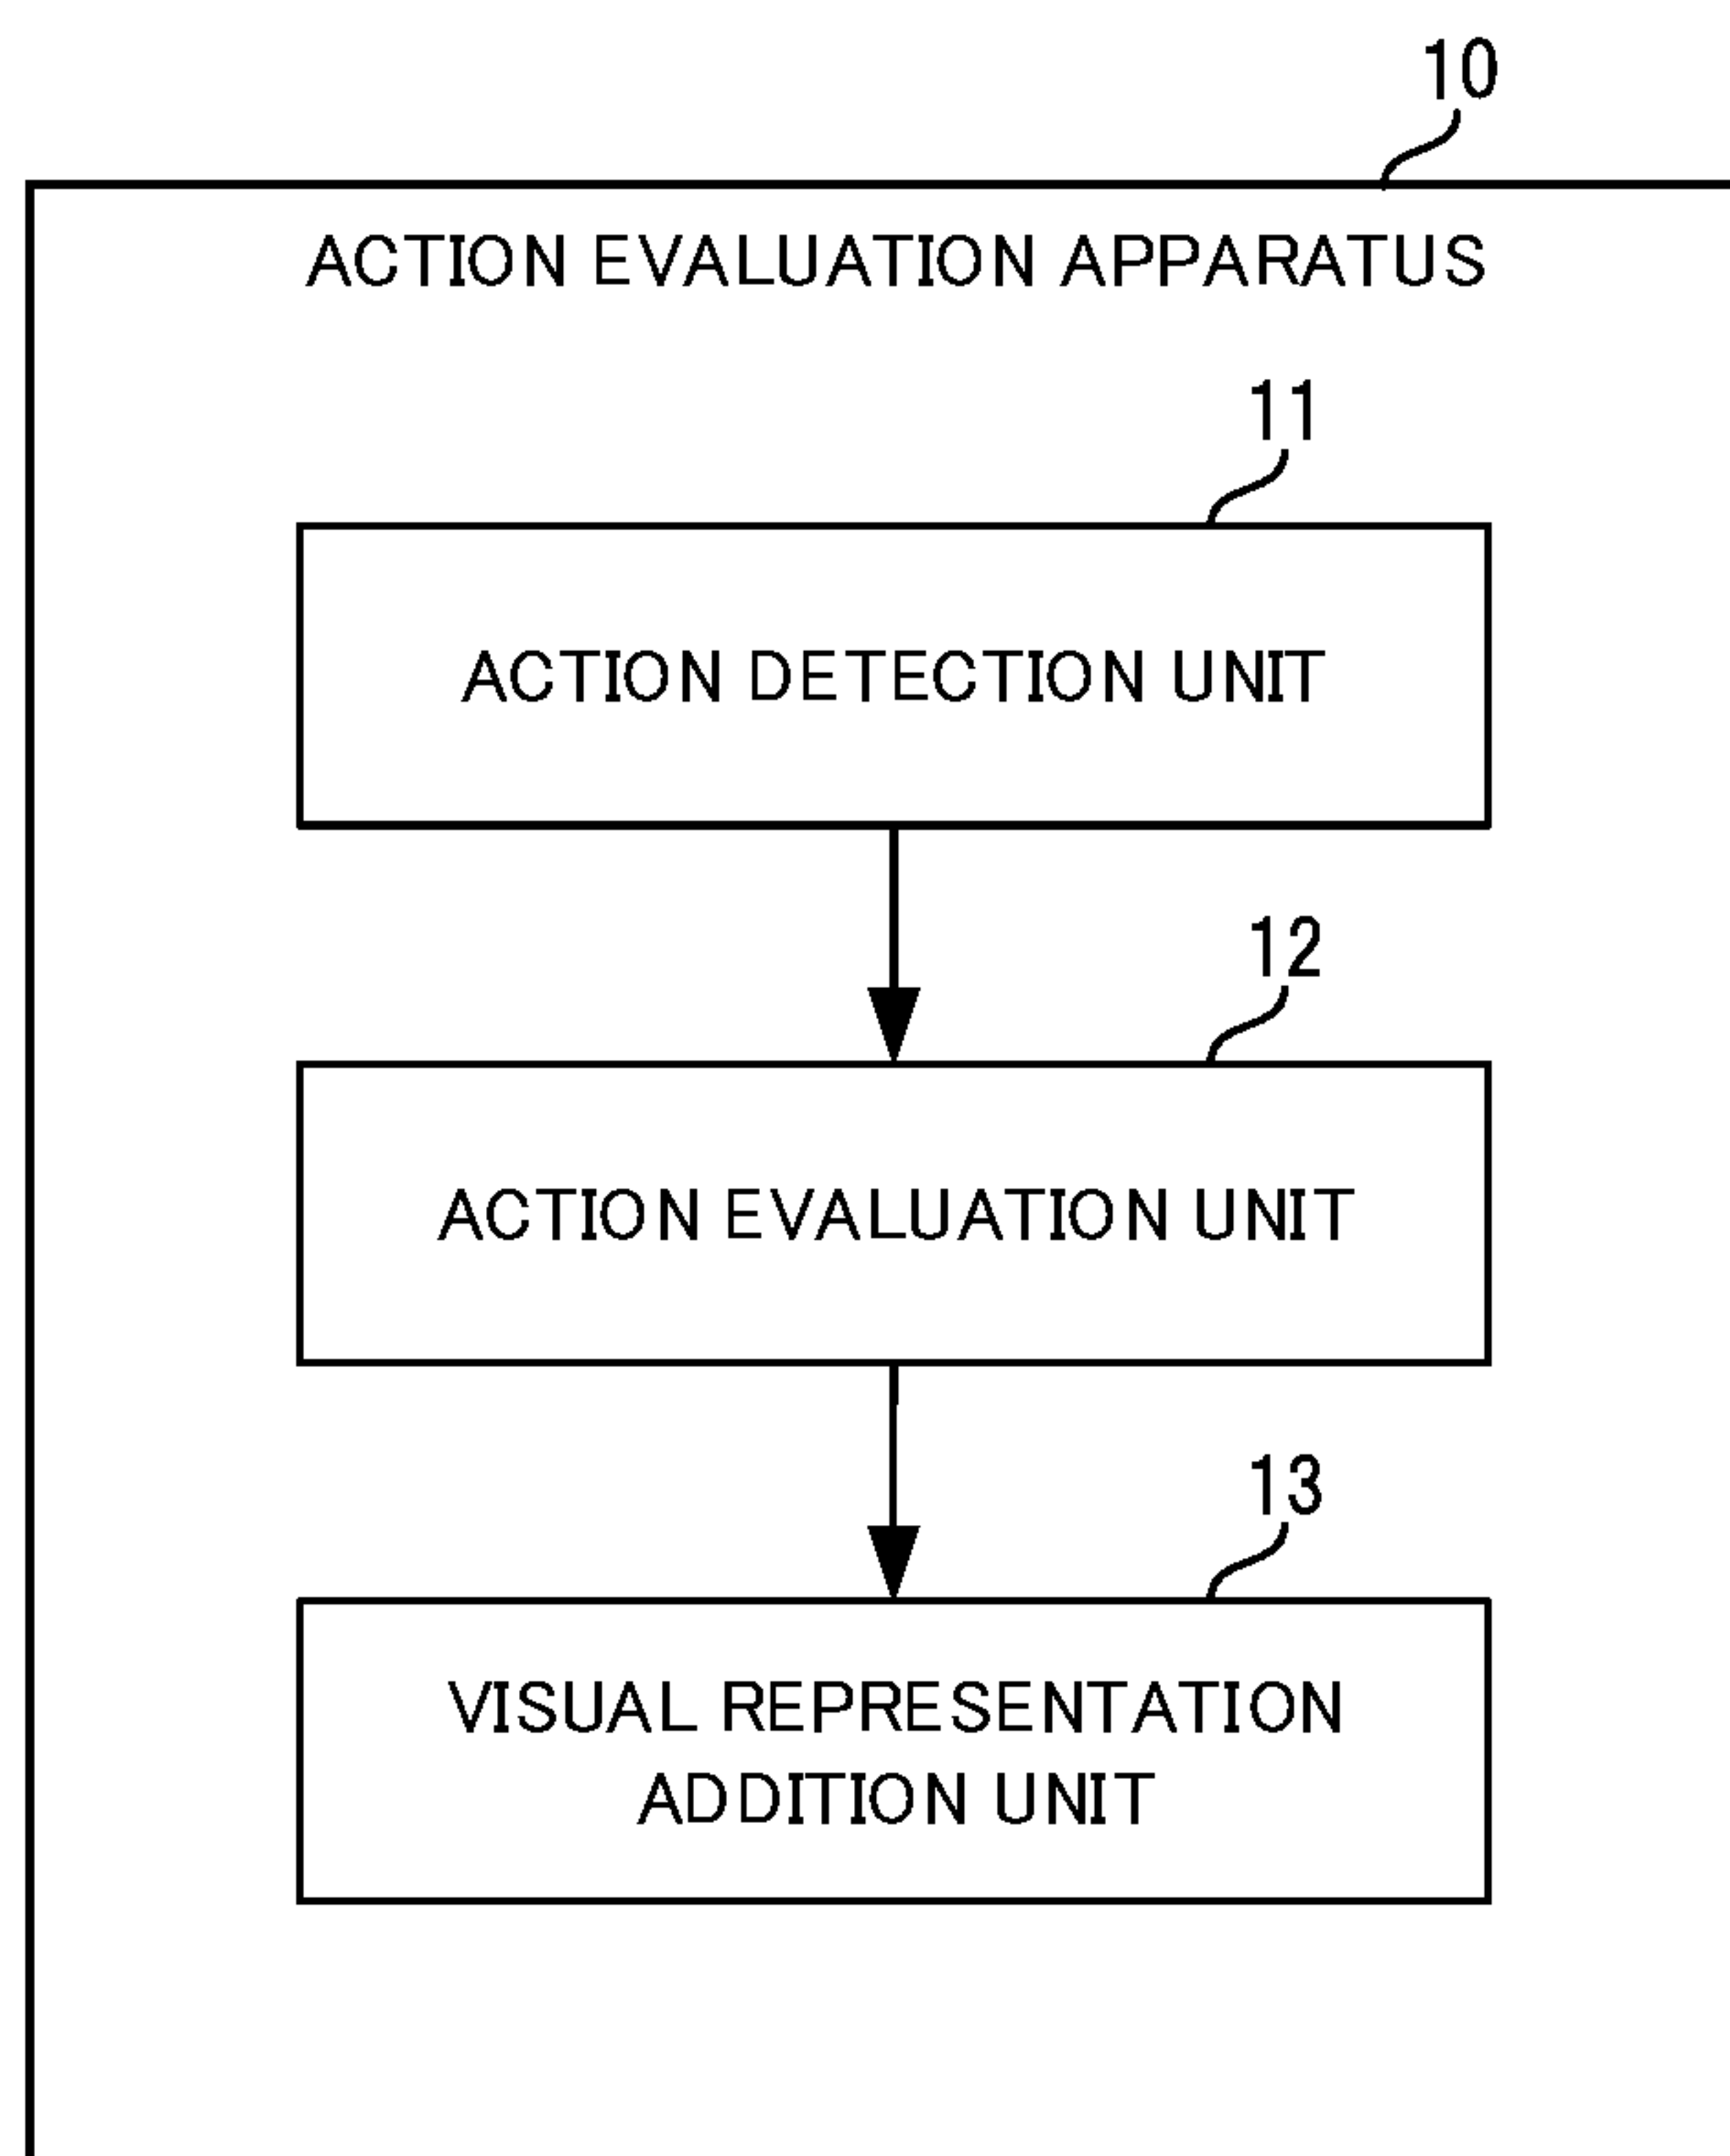 10
ACTION EVALUATION APPARATUS
11
ACTION DETECTION UNIT
12
ACTION EVALUATION UNIT
13
VISUAL REPRESENTATION
ADDITION UNIT